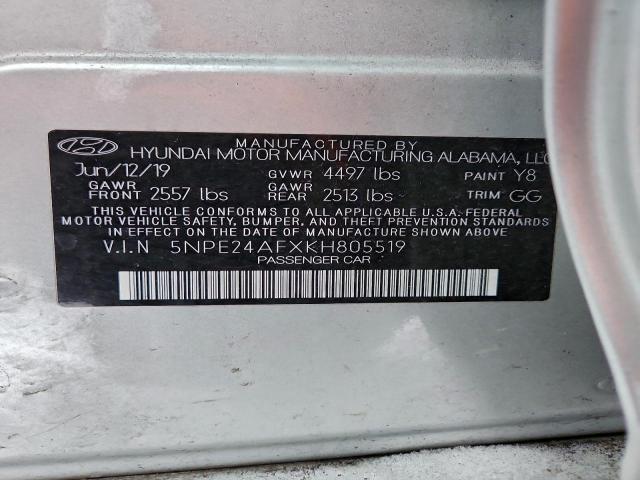 MANUFACTURED BY
HYUNDAI MOTOR MANUFACTURING ALABAMA, LLC
Jun/12/19 GVWR 4497 lbs PAINT Y8
GAWR FRONT 2557 lbs GAWR REAR 2513 lbs TRIM GG
THIS VEHICLE CONFORMS TO ALL APPLICABLE U.S. FEDERAL
MOTOR VEHICLE SAFETY, BUMPER, AND THEFT PREVENTION STANDARDS
IN EFFECT ON THE DATE OF MANUFACTURE SHOWN ABOVE
V.I.N 5NPE24AFXKH805519
PASSENGER CAR